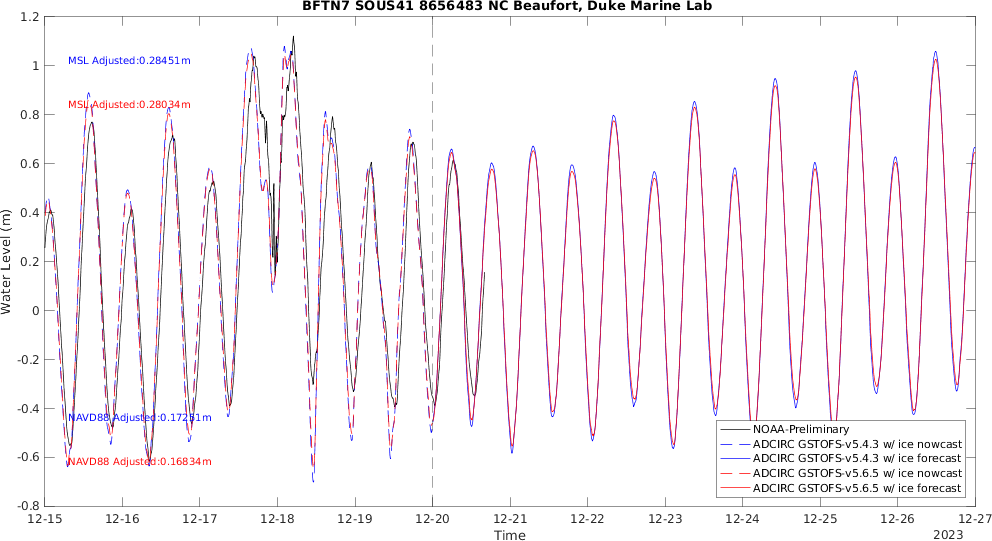 BFTN7 SOUS41 8656483 NC Beaufort, Duke Marine Lab
Water Level (m)
1.2
1
0.8
0.6
0.4
0.2
0
-0.2
-0.4
-0.6
-0.8
MSL Adjusted:0.28451m
MSL Adjusted:0.28034m
NAVD88 Adjusted:0.17251m
NAVD88 Adjusted:0.16834m
NOAA-Preliminary
ADCIRC GSTOFS-v5.4.3 w/ ice nowcast
ADCIRC GSTOFS-v5.4.3 w/ ice forecast
ADCIRC GSTOFS-v5.6.5 w/ ice nowcast
ADCIRC GSTOFS-v5.6.5 w/ ice forecast
12-15 12-16 12-17 12-18 12-19 12-20 12-21 12-22 12-23 12-24 12-25 12-26 12-27
Time
2023